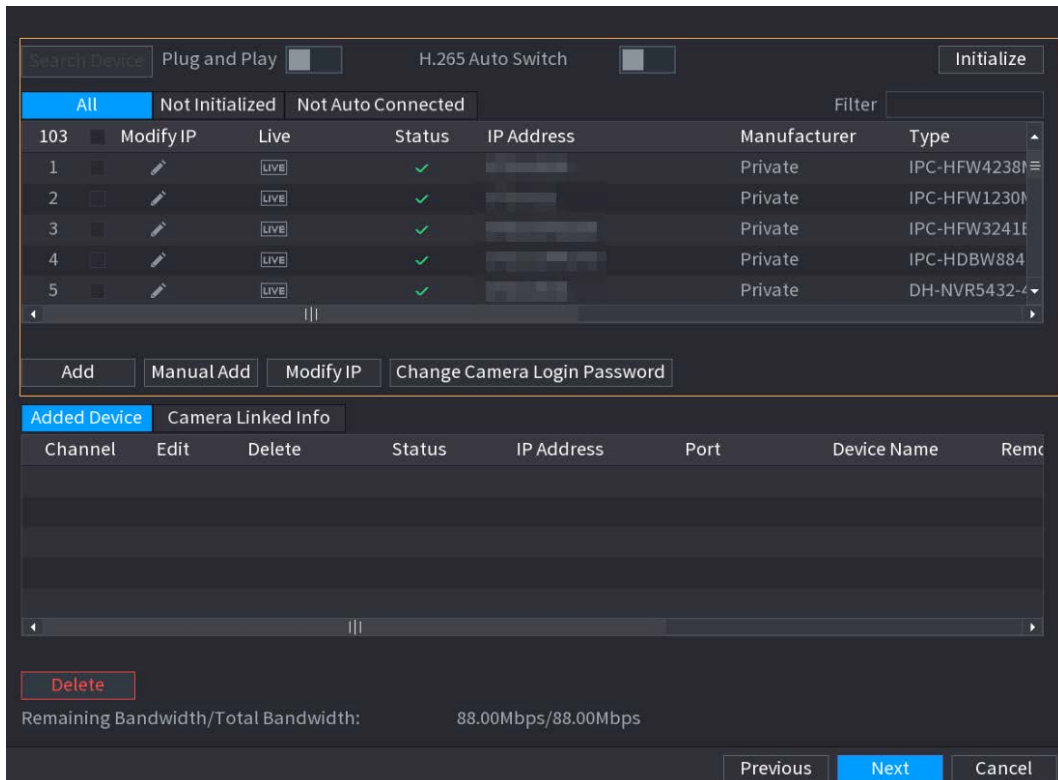 Search Device Plug and Play H.265 Auto Switch Initialize
All Not Initialized Not Auto Connected Filter
103 Modify IP Live Status IP Address Manufacturer Type
1 LIVE Private IPC-HFW4238
2 LIVE Private IPC-HFW1230
3 LIVE Private IPC-HFW3241
4 LIVE Private IPC-HDBW884
5 LIVE Private DH-NVR5432-4
Add Manual Add Modify IP Change Camera Login Password
Added Device Camera Linked Info
Channel Edit Delete Status IP Address Port Device Name Remo
Delete
Remaining Bandwidth/Total Bandwidth: 88.00Mbps/88.00Mbps
Previous Next Cancel